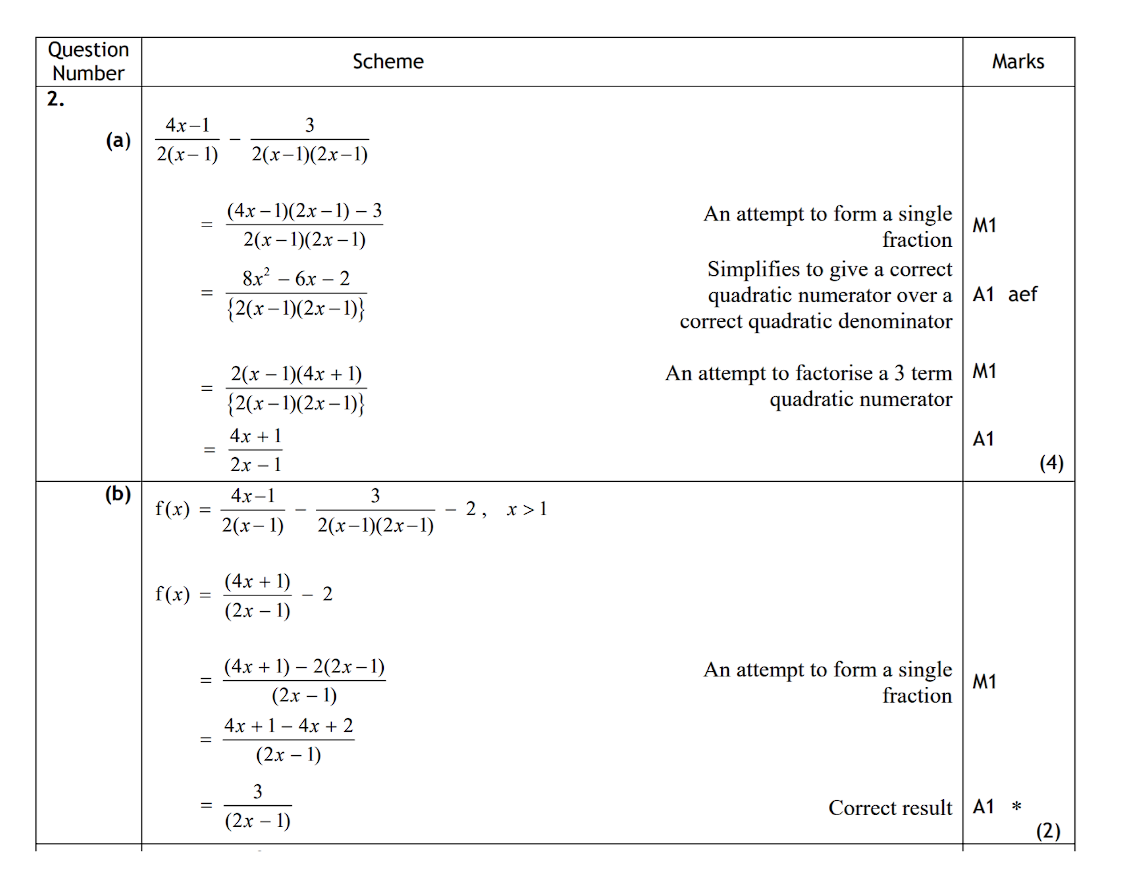 Question Number Scheme Marks
2.
(a) \frac{4x-1}{2(x-1)} - \frac{3}{2(x-1)(2x-1)}
= \frac{(4x-1)(2x-1) - 3}{2(x-1)(2x-1)} An attempt to form a single fraction M1
= \frac{8x^2 - 6x - 2}{\{2(x-1)(2x-1)\}} Simplifies to give a correct quadratic numerator over a correct quadratic denominator A1 aef
= \frac{2(x-1)(4x+1)}{\{2(x-1)(2x-1)\}} An attempt to factorise a 3 term quadratic numerator M1
= \frac{4x+1}{2x-1} A1
(4)
(b) f(x) = \frac{4x-1}{2(x-1)} - \frac{3}{2(x-1)(2x-1)} - 2, x > 1
f(x) = \frac{(4x+1)}{(2x-1)} - 2
= \frac{(4x+1) - 2(2x-1)}{(2x-1)} An attempt to form a single fraction M1
= \frac{4x+1-4x+2}{(2x-1)}
= \frac{3}{(2x-1)} Correct result A1 *
(2)